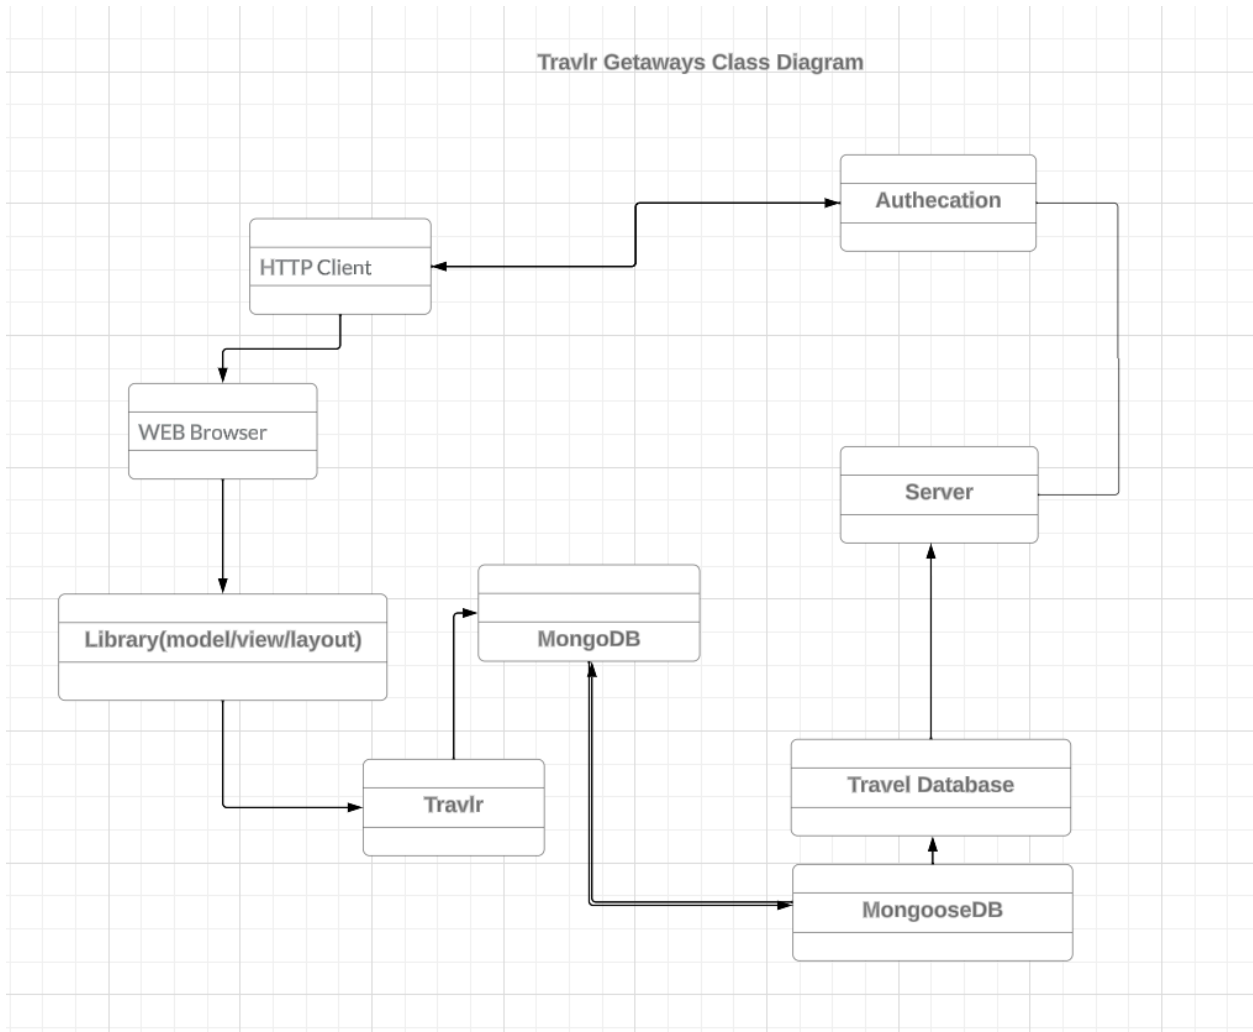 Travlr Getaways Class Diagram
Authecation
HTTP Client
WEB Browser
Server
Library(model/view/layout)
MongoDB
Travel Database
Travlr
MongooseDB